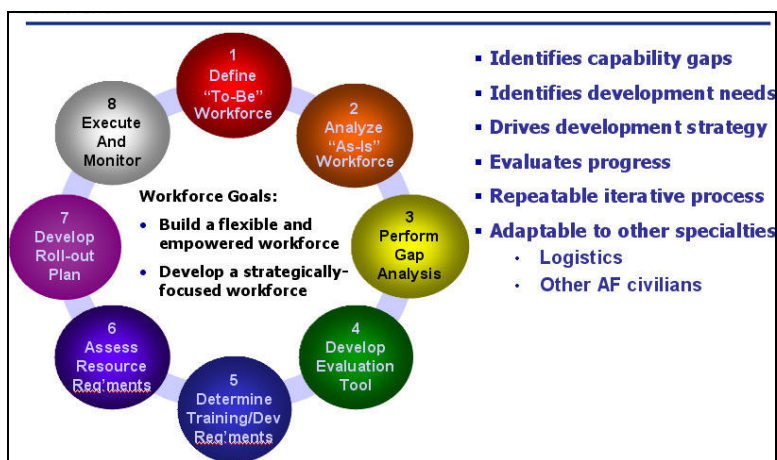 1
Define
“To-Be”
Workforce
2
Analyze
“As-Is”
Workforce
3
Perform
Gap
Analysis
4
Develop
Evaluation
Tool
5
Determine
Training/Dev
Req'ments
6
Assess
Resource
Req'ments
7
Develop
Roll-out
Plan
8
Execute
And
Monitor
Workforce Goals:
• Build a flexible and
empowered workforce
• Develop a strategically-
focused workforce
▪ Identifies capability gaps
▪ Identifies development needs
▪ Drives development strategy
▪ Evaluates progress
▪ Repeatable iterative process
▪ Adaptable to other specialties
• Logistics
• Other AF civilians